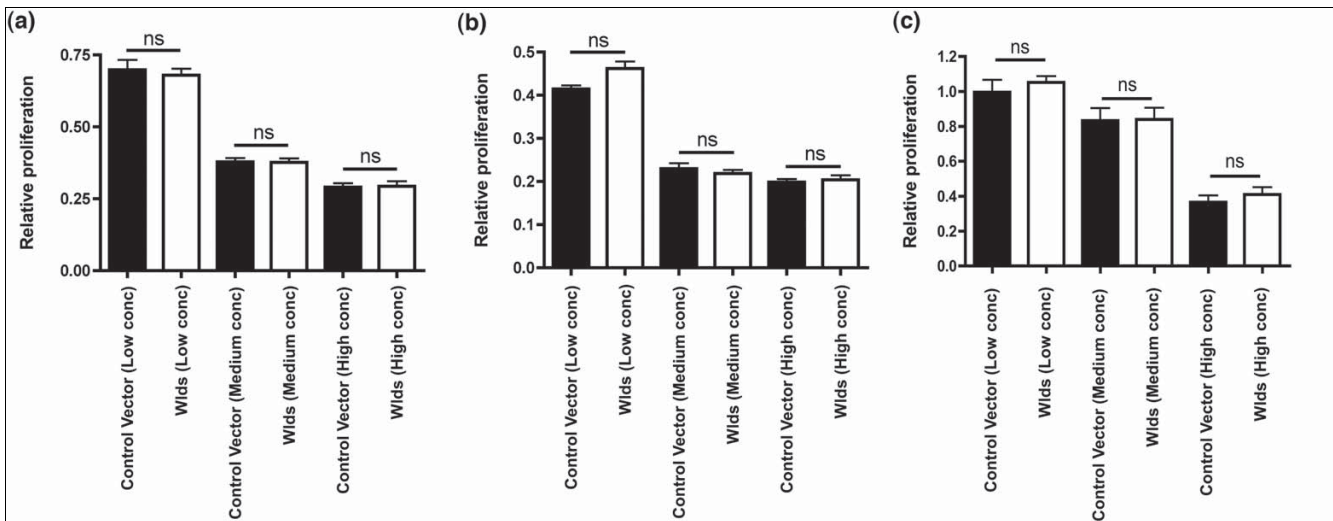 (a)
Relative proliferation
0.75
0.50
0.25
0.00
ns
ns
ns
Control Vector (Low conc)
Wlds (Low conc)
Control Vector (Medium conc)
Wlds (Medium conc)
Control Vector (High conc)
Wlds (High conc)
(b)
Relative proliferation
0.5
0.4
0.3
0.2
0.1
0.0
ns
ns
ns
Control Vector (Low conc)
Wlds (Low conc)
Control Vector (Medium conc)
Wlds (Medium conc)
Control Vector (High conc)
Wlds (High conc)
(c)
Relative proliferation
1.2
1.0
0.8
0.6
0.4
0.2
0.0
ns
ns
ns
Control Vector (Low conc)
Wlds (Low conc)
Control Vector (Medium conc)
Wlds (Medium conc)
Control Vector (High conc)
Wlds (High conc)